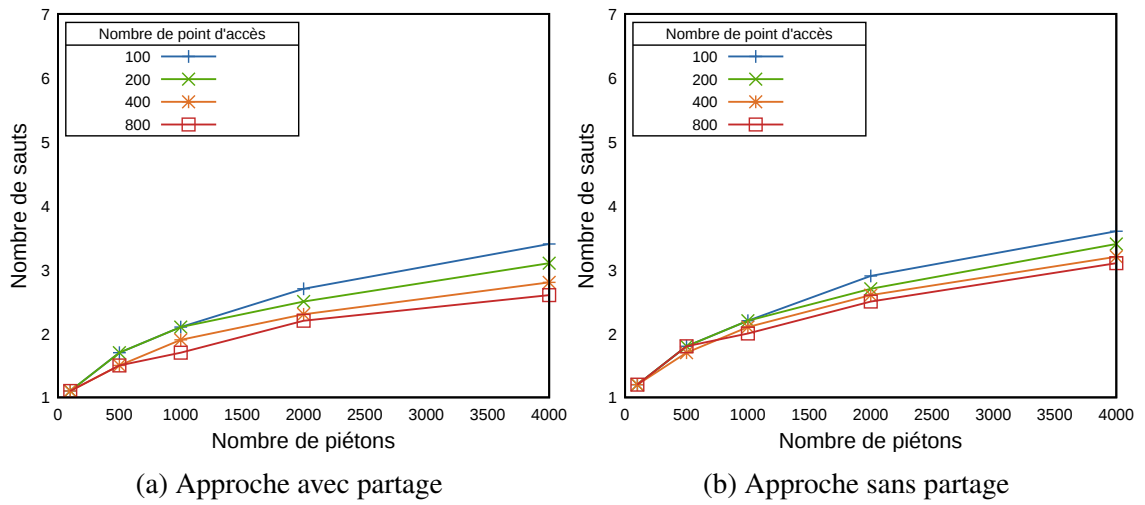 Nombre de sauts
7
6
5
4
3
2
1
Nombre de point d'accès
100
200
400
800
0 500 1000 1500 2000 2500 3000 3500 4000
Nombre de piétons
(a) Approche avec partage
Nombre de sauts
7
6
5
4
3
2
1
Nombre de point d'accès
100
200
400
800
0 500 1000 1500 2000 2500 3000 3500 4000
Nombre de piétons
(b) Approche sans partage